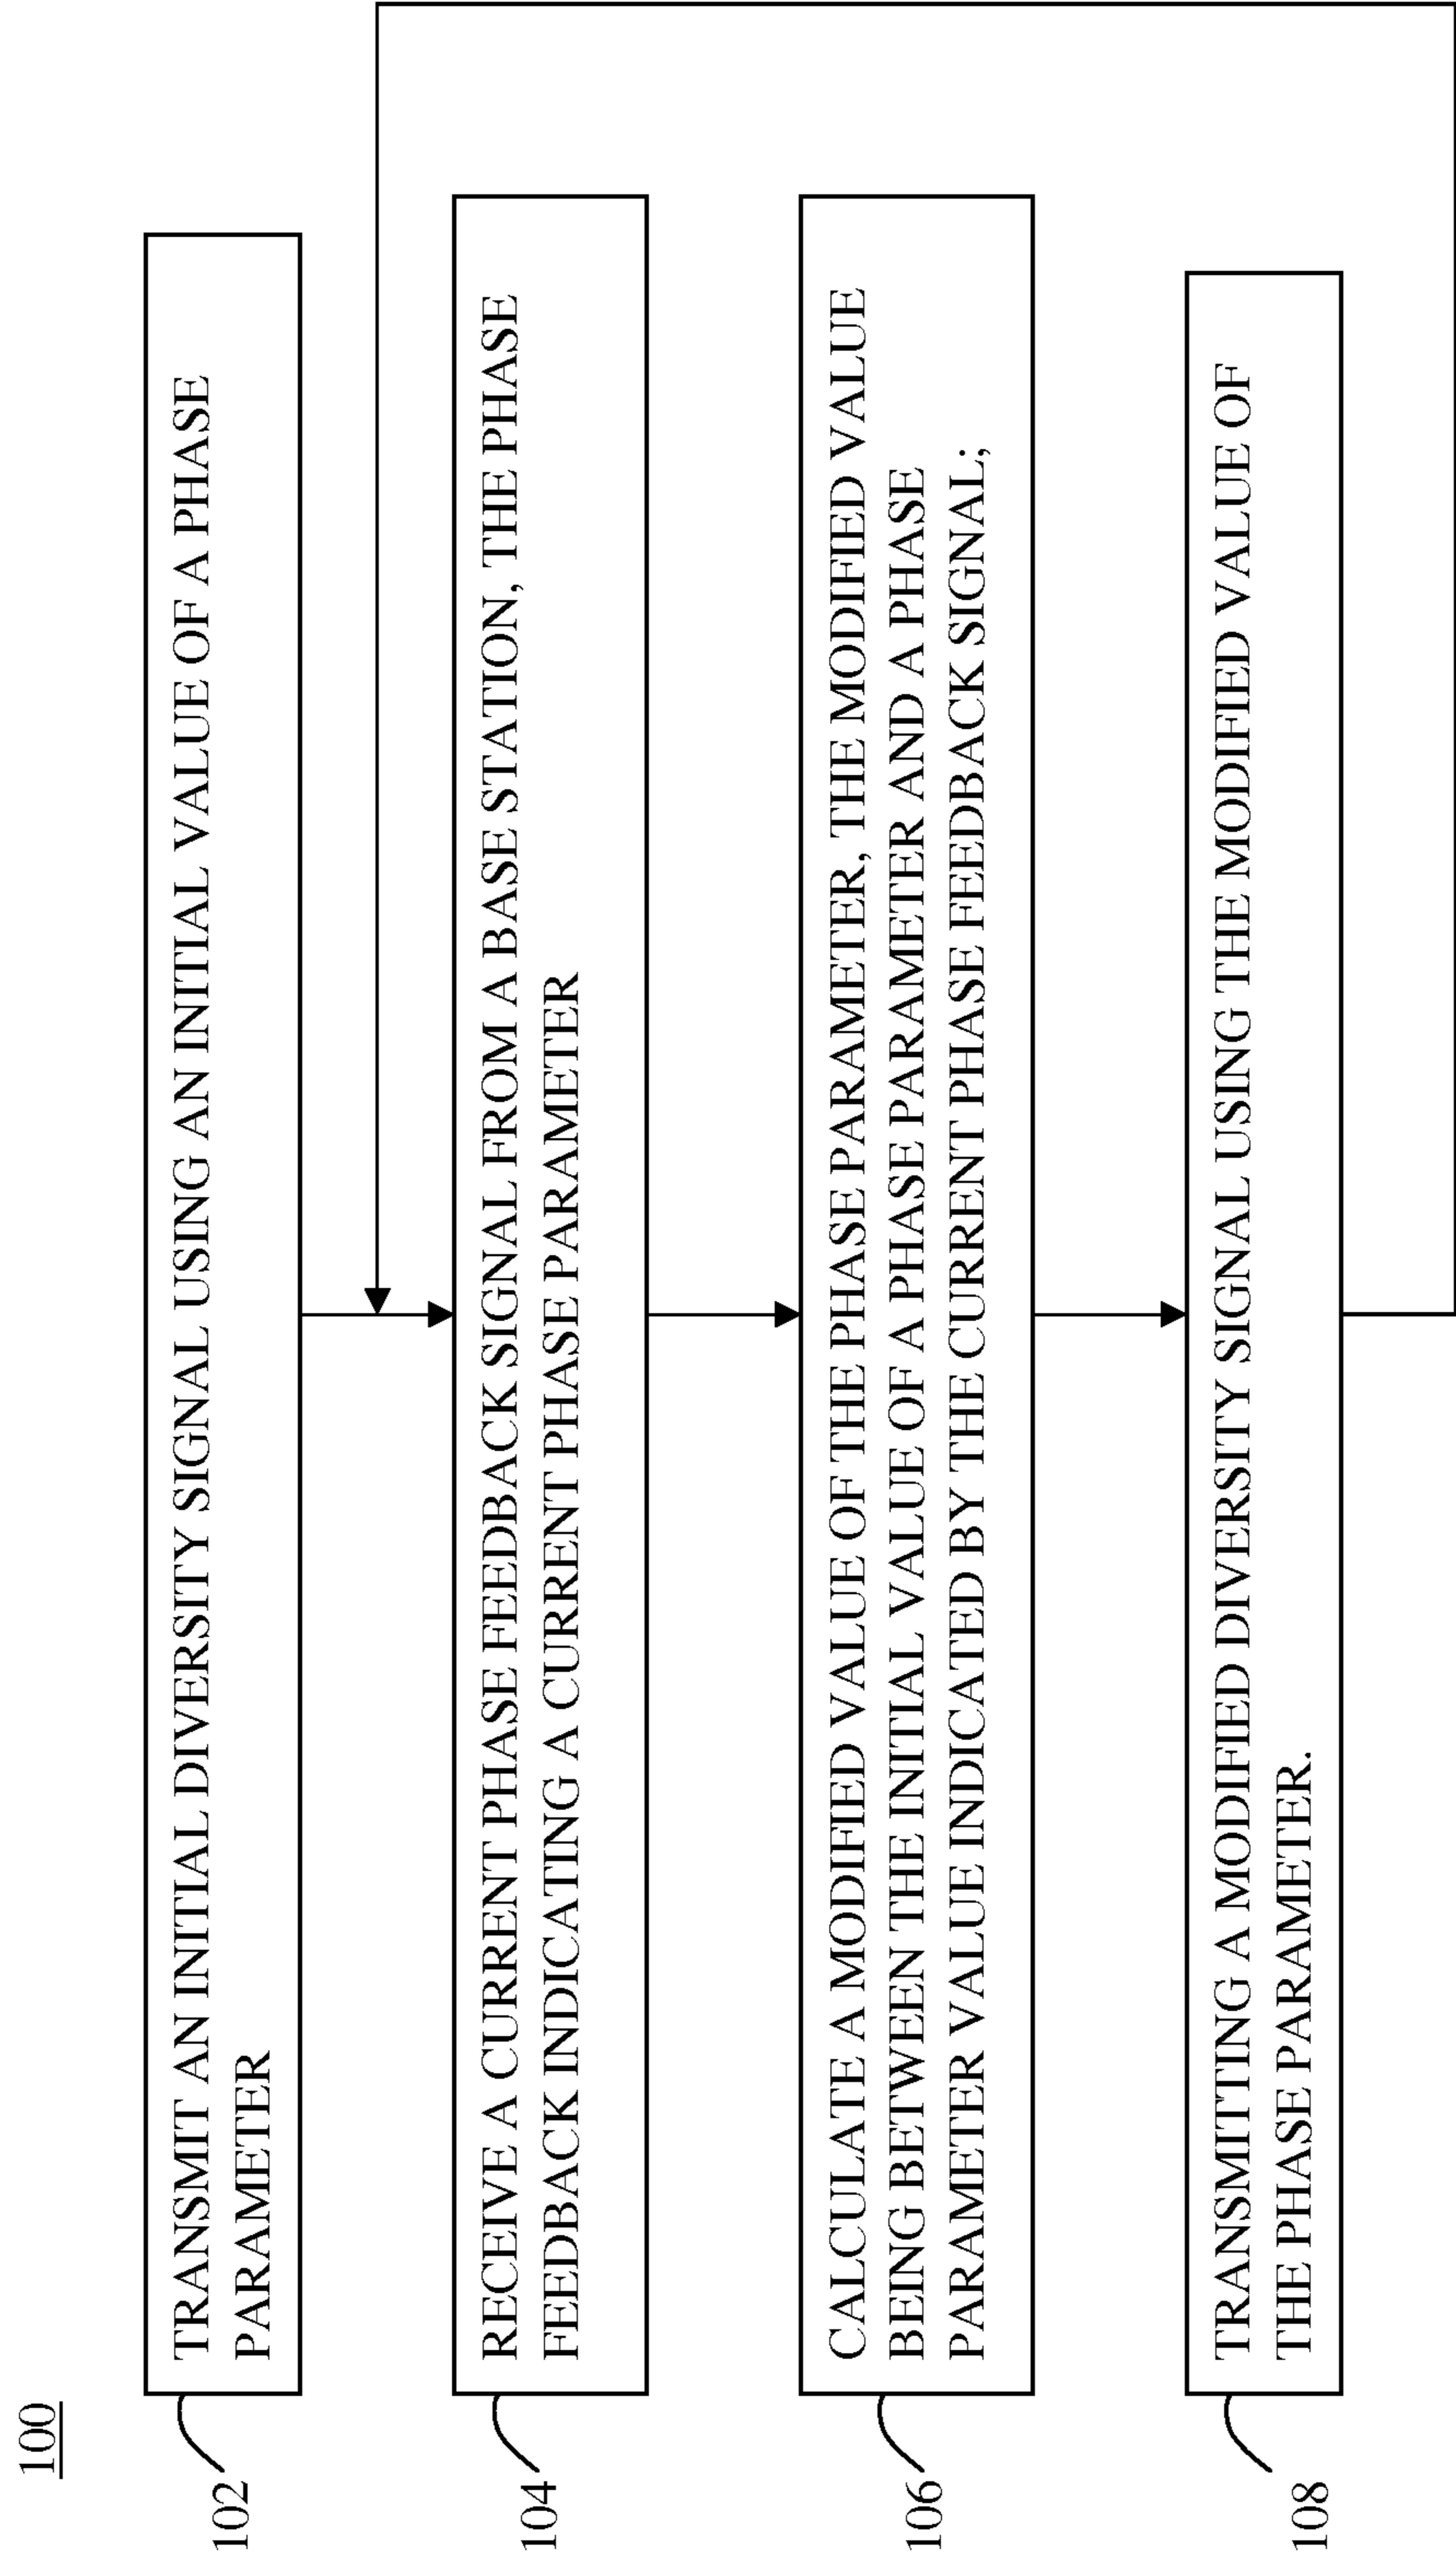 100
102
TRANSMIT AN INITIAL DIVERSITY SIGNAL USING AN INITIAL VALUE OF A PHASE
PARAMETER
104
RECEIVE A CURRENT PHASE FEEDBACK SIGNAL FROM A BASE STATION, THE PHASE
FEEDBACK INDICATING A CURRENT PHASE PARAMETER
106
CALCULATE A MODIFIED VALUE OF THE PHASE PARAMETER, THE MODIFIED VALUE
BEING BETWEEN THE INITIAL VALUE OF A PHASE PARAMETER AND A PHASE
PARAMETER VALUE INDICATED BY THE CURRENT PHASE FEEDBACK SIGNAL;
108
TRANSMITTING A MODIFIED DIVERSITY SIGNAL USING THE MODIFIED VALUE OF
THE PHASE PARAMETER.